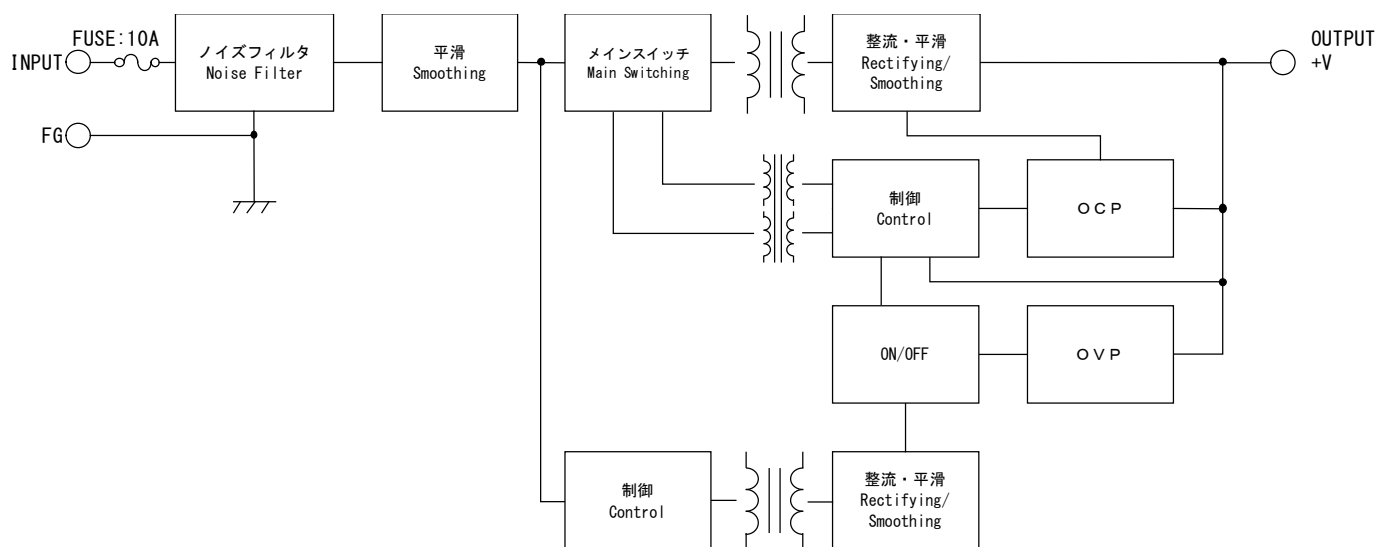 FUSE:10A
INPUT
ノイズフィルタ
Noise Filter
平滑
Smoothing
メインスイッチ
Main Switching
整流・平滑
Rectifying/
Smoothing
OUTPUT
+V
FG
制御
Control
ＯＣＰ
ON/OFF
ＯＶＰ
制御
Control
整流・平滑
Rectifying/
Smoothing